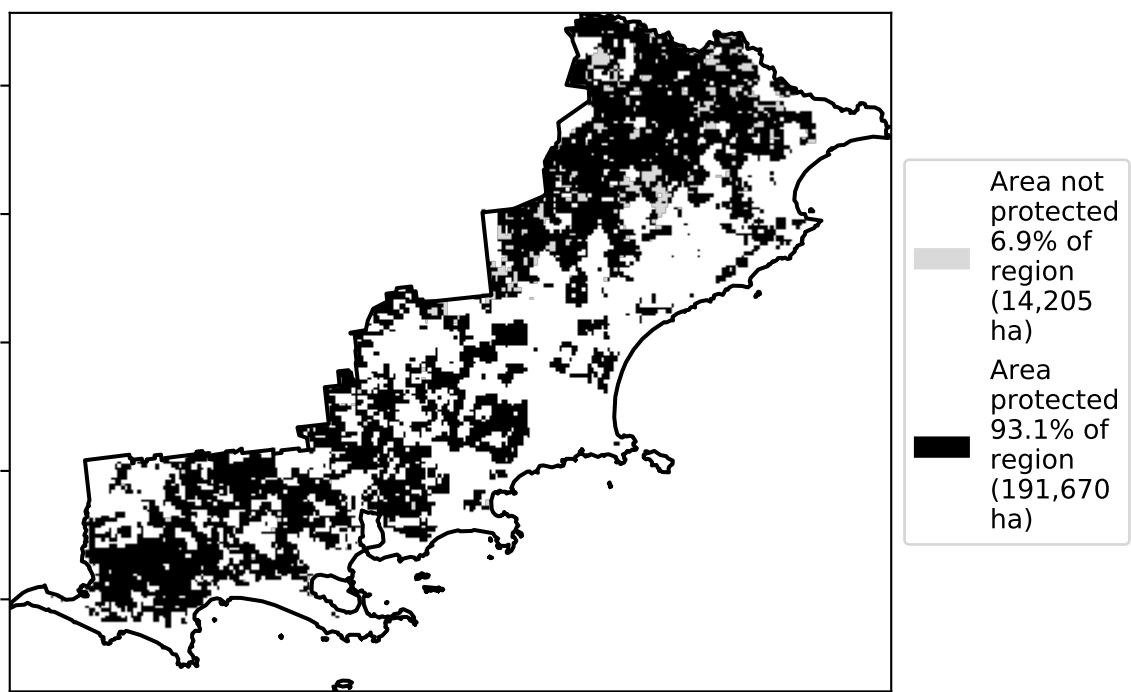 Area not
protected
6.9% of
region
(14,205
ha)
Area
protected
93.1% of
region
(191,670
ha)